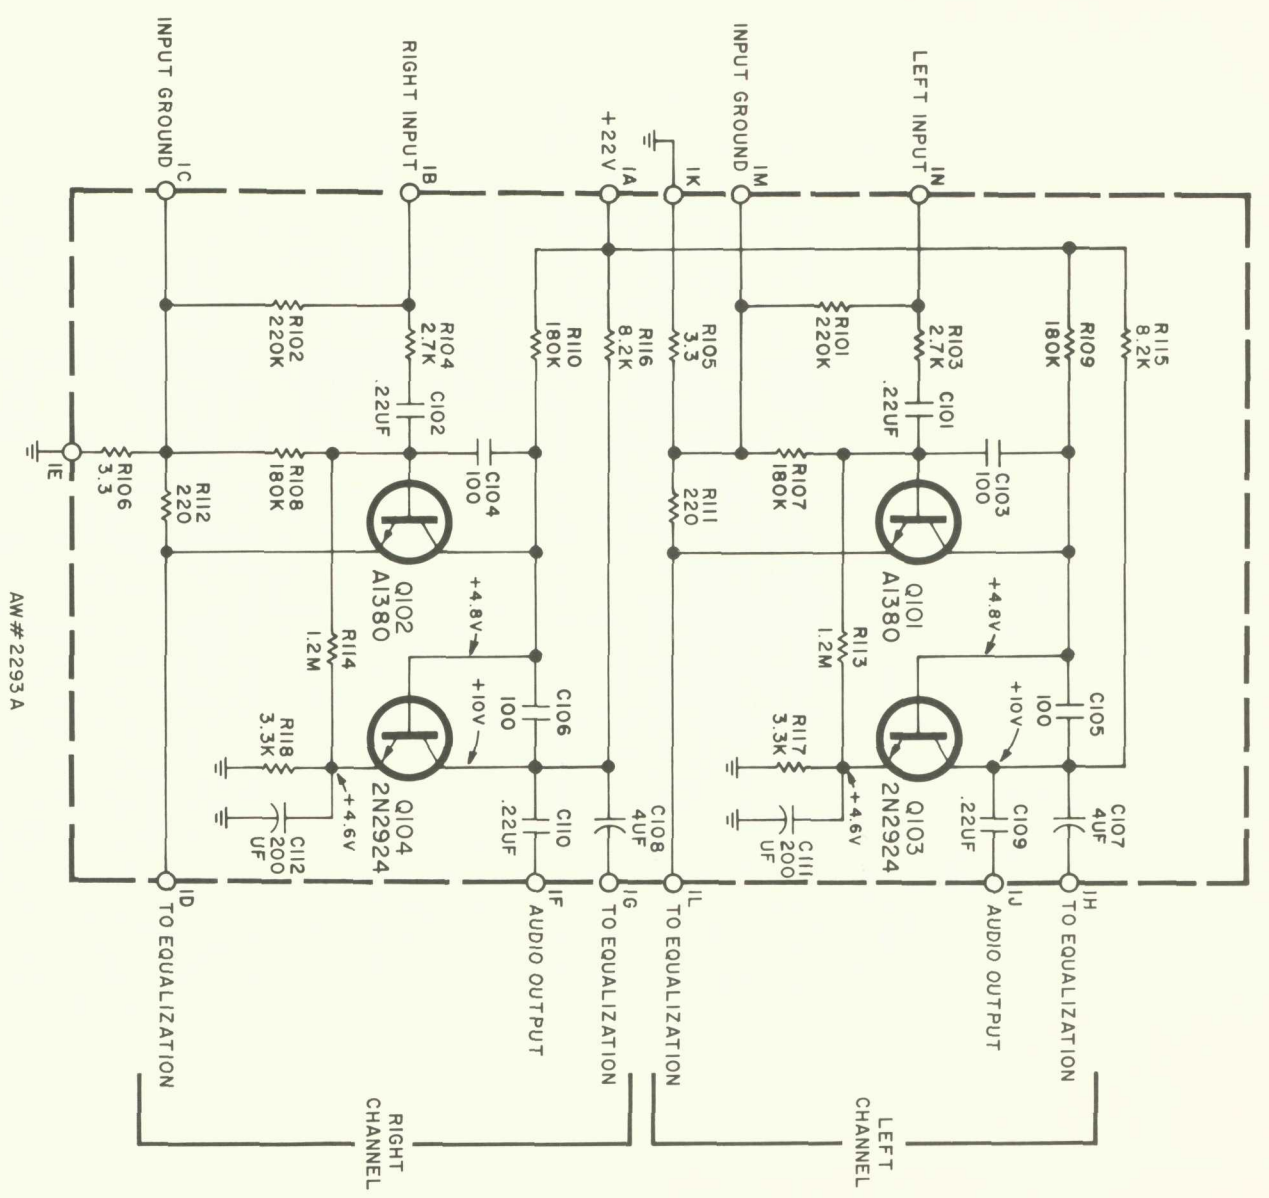 INPUT GROUND
1C
RIGHT INPUT
1B
+22V
1A
1K
INPUT GROUND
1M
LEFT INPUT
1N
R102
220K
R104
2.7K
C102
.22UF
R110
180K
R116
8.2K
R105
3.3
R101
220K
R103
2.7K
C101
.22UF
R109
180K
R115
8.2K
1E
R106
3.3
R112
220
R108
180K
C104
100
R111
220
R107
180K
C103
100
Q102
A1380
Q101
A1380
R114
1.2M
+4.8V
R113
1.2M
+4.8V
R118
3.3K
+10V
C106
100
R117
3.3K
+10V
C105
100
C112
200
UF
+4.6V
Q104
2N2924
C110
.22UF
C108
4UF
C111
200
UF
+4.6V
Q103
2N2924
C109
.22UF
C107
4UF
AW# 2293A
1D
TO EQUALIZATION
1F
AUDIO OUTPUT
1G
TO EQUALIZATION
1L
TO EQUALIZATION
1J
AUDIO OUTPUT
1H
TO EQUALIZATION
RIGHT
CHANNEL
LEFT
CHANNEL